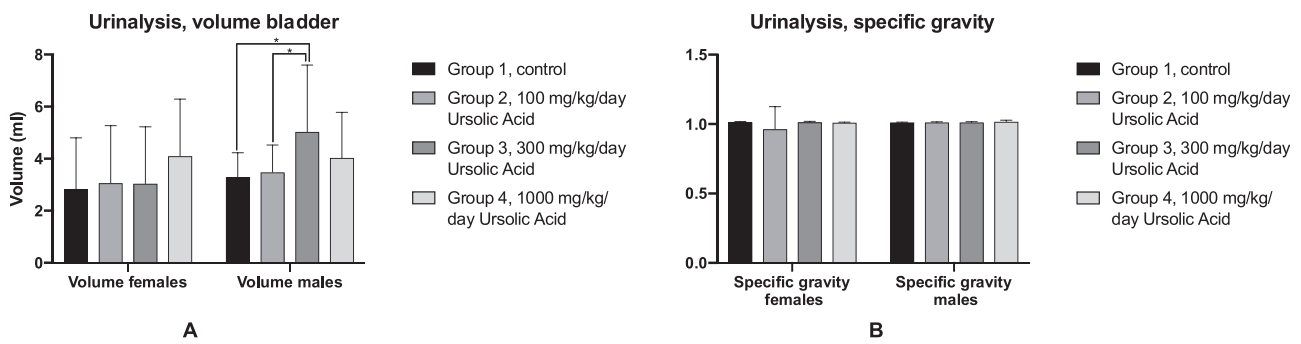 Urinalysis, volume bladder
Volume (ml)
8
6
4
2
0
*
*
Volume females
Volume males
Group 1, control
Group 2, 100 mg/kg/day
Ursolic Acid
Group 3, 300 mg/kg/day
Ursolic Acid
Group 4, 1000 mg/kg/
day Ursolic Acid
A
Urinalysis, specific gravity
1.5
1.0
0.5
0.0
Specific gravity
females
Specific gravity
males
Group 1, control
Group 2, 100 mg/kg/day
Ursolic Acid
Group 3, 300 mg/kg/day
Ursolic Acid
Group 4, 1000 mg/kg/
day Ursolic Acid
B